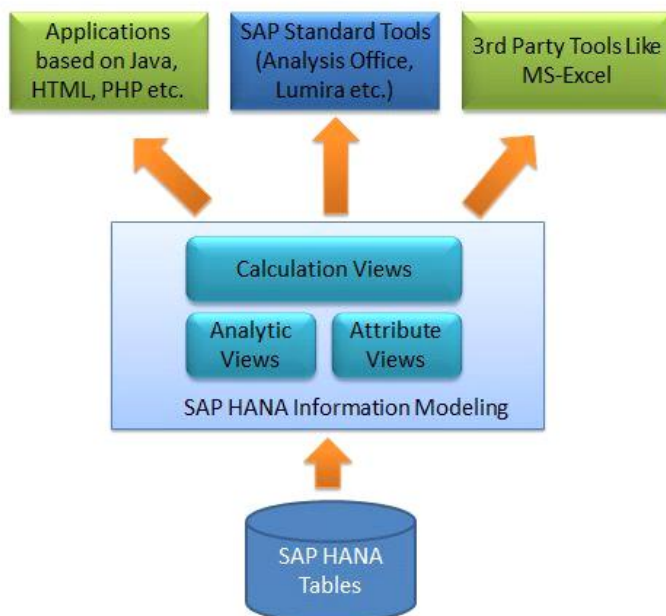 Applications
based on Java,
HTML, PHP etc.
SAP Standard Tools
(Analysis Office,
Lumira etc.)
3rd Party Tools Like
MS-Excel
Calculation Views
Analytic
Views
Attribute
Views
SAP HANA Information Modeling
SAP HANA
Tables